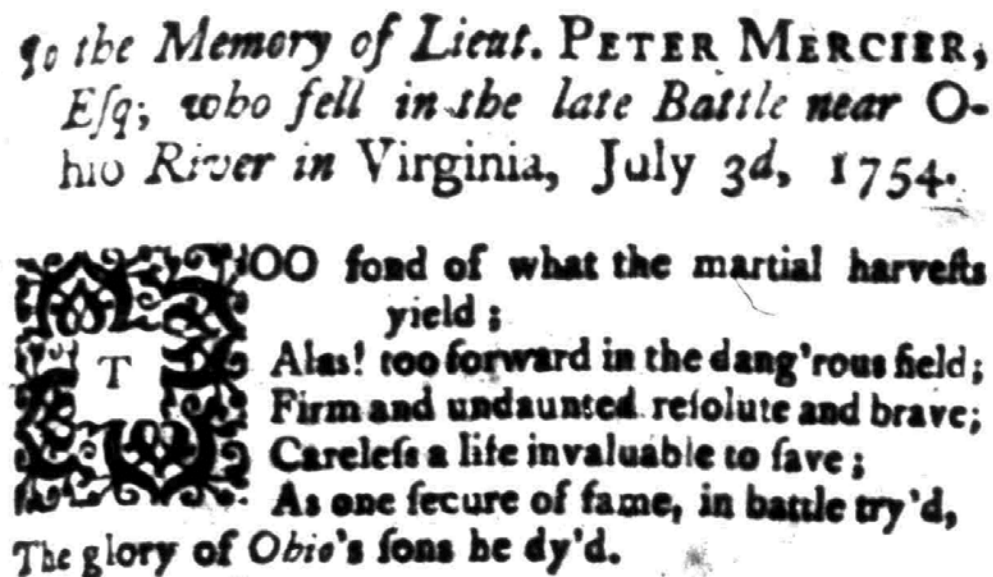 To the Memory of Lieut. PETER MERCIER,
Eſq; who fell in the late Battle near O-
hio River in Virginia, July 3d, 1754.
TOO fond of what the martial harveſts
yield;
Alas! too forward in the dang'rous field;
Firm and undaunted reſolute and brave;
Careleſs a life invaluable to ſave;
As one ſecure of fame, in battle try'd,
The glory of Ohio's ſons he dy'd.